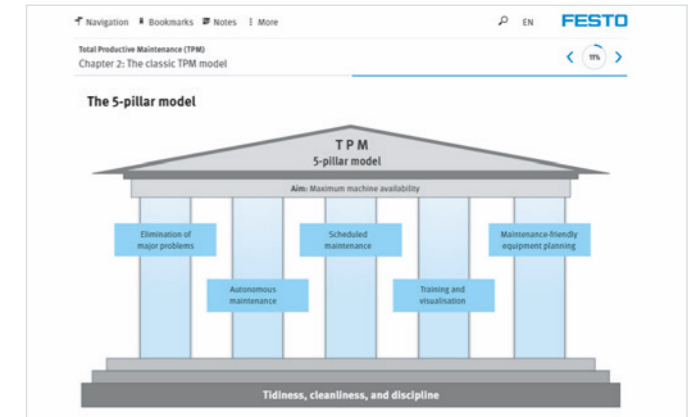 Navigation Bookmarks Notes More EN FESTO
Total Productive Maintenance (TPM)
Chapter 2: The classic TPM model
11%
The 5-pillar model
TPM
5-pillar model
Aim: Maximum machine availability
Elimination of
major problems
Autonomous
maintenance
Scheduled
maintenance
Training and
visualisation
Maintenance-friendly
equipment planning
Tidiness, cleanliness, and discipline